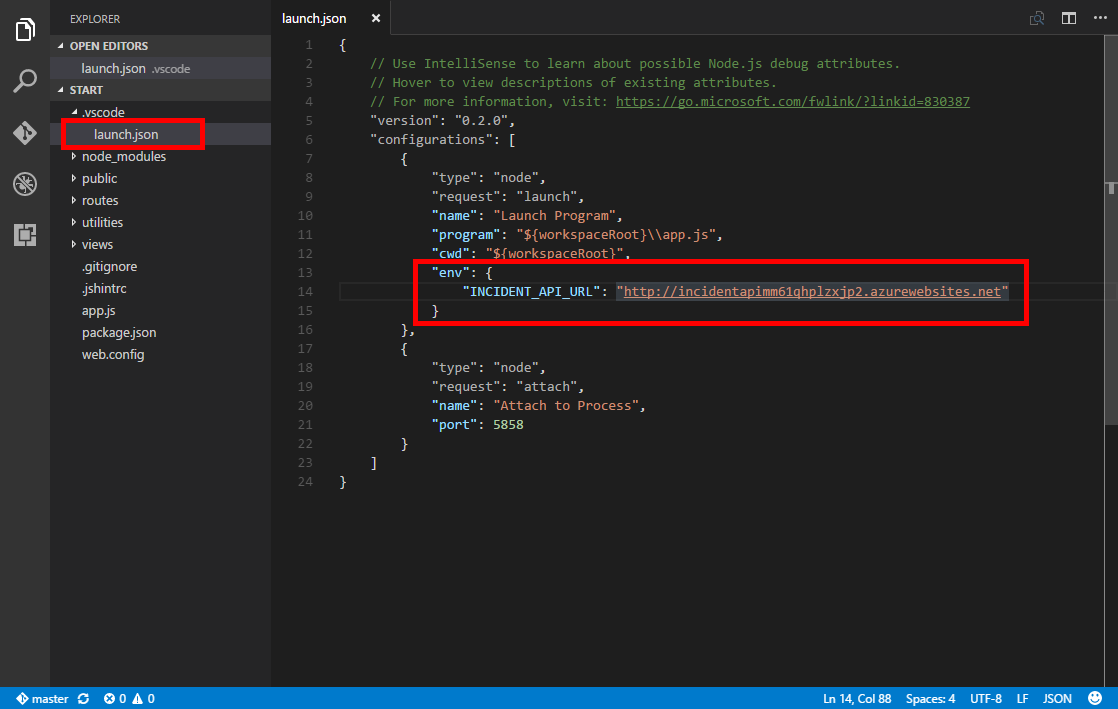 EXPLORER
OPEN EDITORS
launch.json .vscode
START
.vscode
launch.json
node_modules
public
routes
utilities
views
.gitignore
.jshintrc
app.js
package.json
web.config
launch.json
1 {
2 // Use IntelliSense to learn about possible Node.js debug attributes.
3 // Hover to view descriptions of existing attributes.
4 // For more information, visit: https://go.microsoft.com/fwlink/?linkid=830387
5 "version": "0.2.0",
6 "configurations": [
7 {
8 "type": "node",
9 "request": "launch",
10 "name": "Launch Program",
11 "program": "${workspaceRoot}\\app.js",
12 "cwd": "${workspaceRoot}",
13 "env": {
14 "INCIDENT_API_URL": "http://incidentapimm61qhplzxjp2.azurewebsites.net"
15 }
16 },
17 {
18 "type": "node",
19 "request": "attach",
20 "name": "Attach to Process",
21 "port": 5858
22 }
23 ]
24 }
master 0 0 Ln 14, Col 88 Spaces: 4 UTF-8 LF JSON